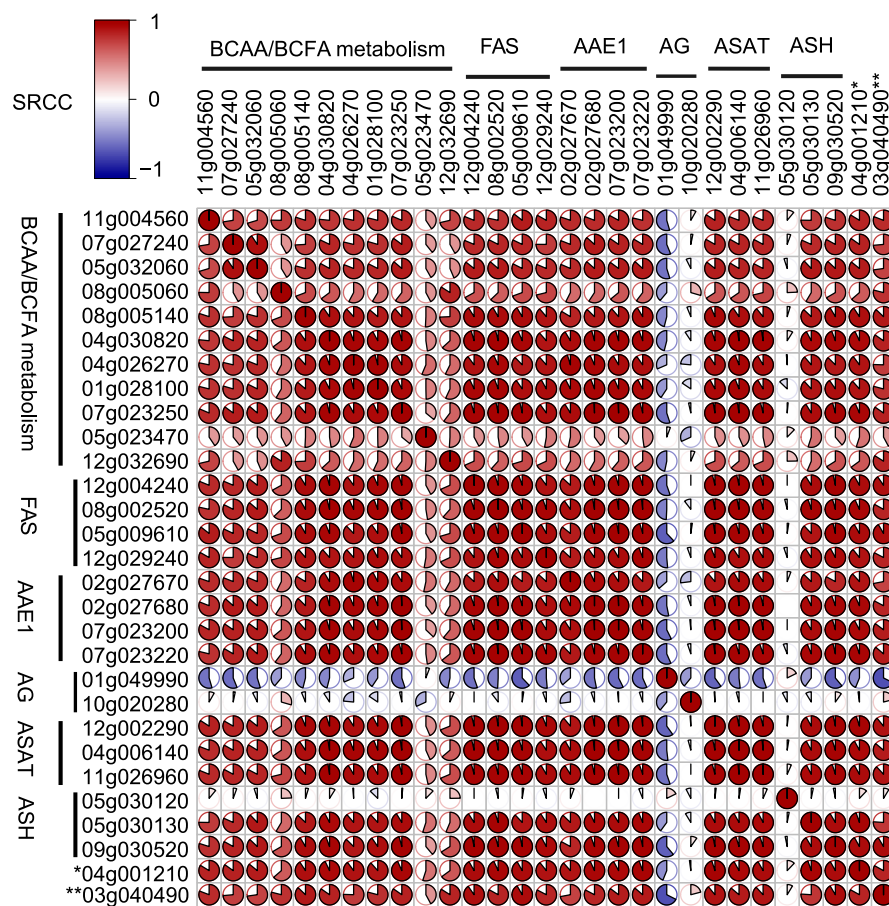 1
SRCC
0
−1
BCAA/BCFA metabolism FAS AAE1 AG ASAT ASH
11g004560
07g027240
05g032060
08g005060
08g005140
04g030820
04g026270
01g028100
07g023250
05g023470
12g032690
12g004240
08g002520
05g009610
12g029240
02g027670
02g027680
07g023200
07g023220
01g049990
10g020280
12g002290
04g006140
11g026960
05g030120
05g030130
09g030520
04g001210*
03g040490**
BCAA/BCFA metabolism
11g004560
07g027240
05g032060
08g005060
08g005140
04g030820
04g026270
01g028100
07g023250
05g023470
12g032690
FAS
12g004240
08g002520
05g009610
12g029240
AAE1
02g027670
02g027680
07g023200
07g023220
AG
01g049990
10g020280
ASAT
12g002290
04g006140
11g026960
ASH
05g030120
05g030130
09g030520
*04g001210
**03g040490